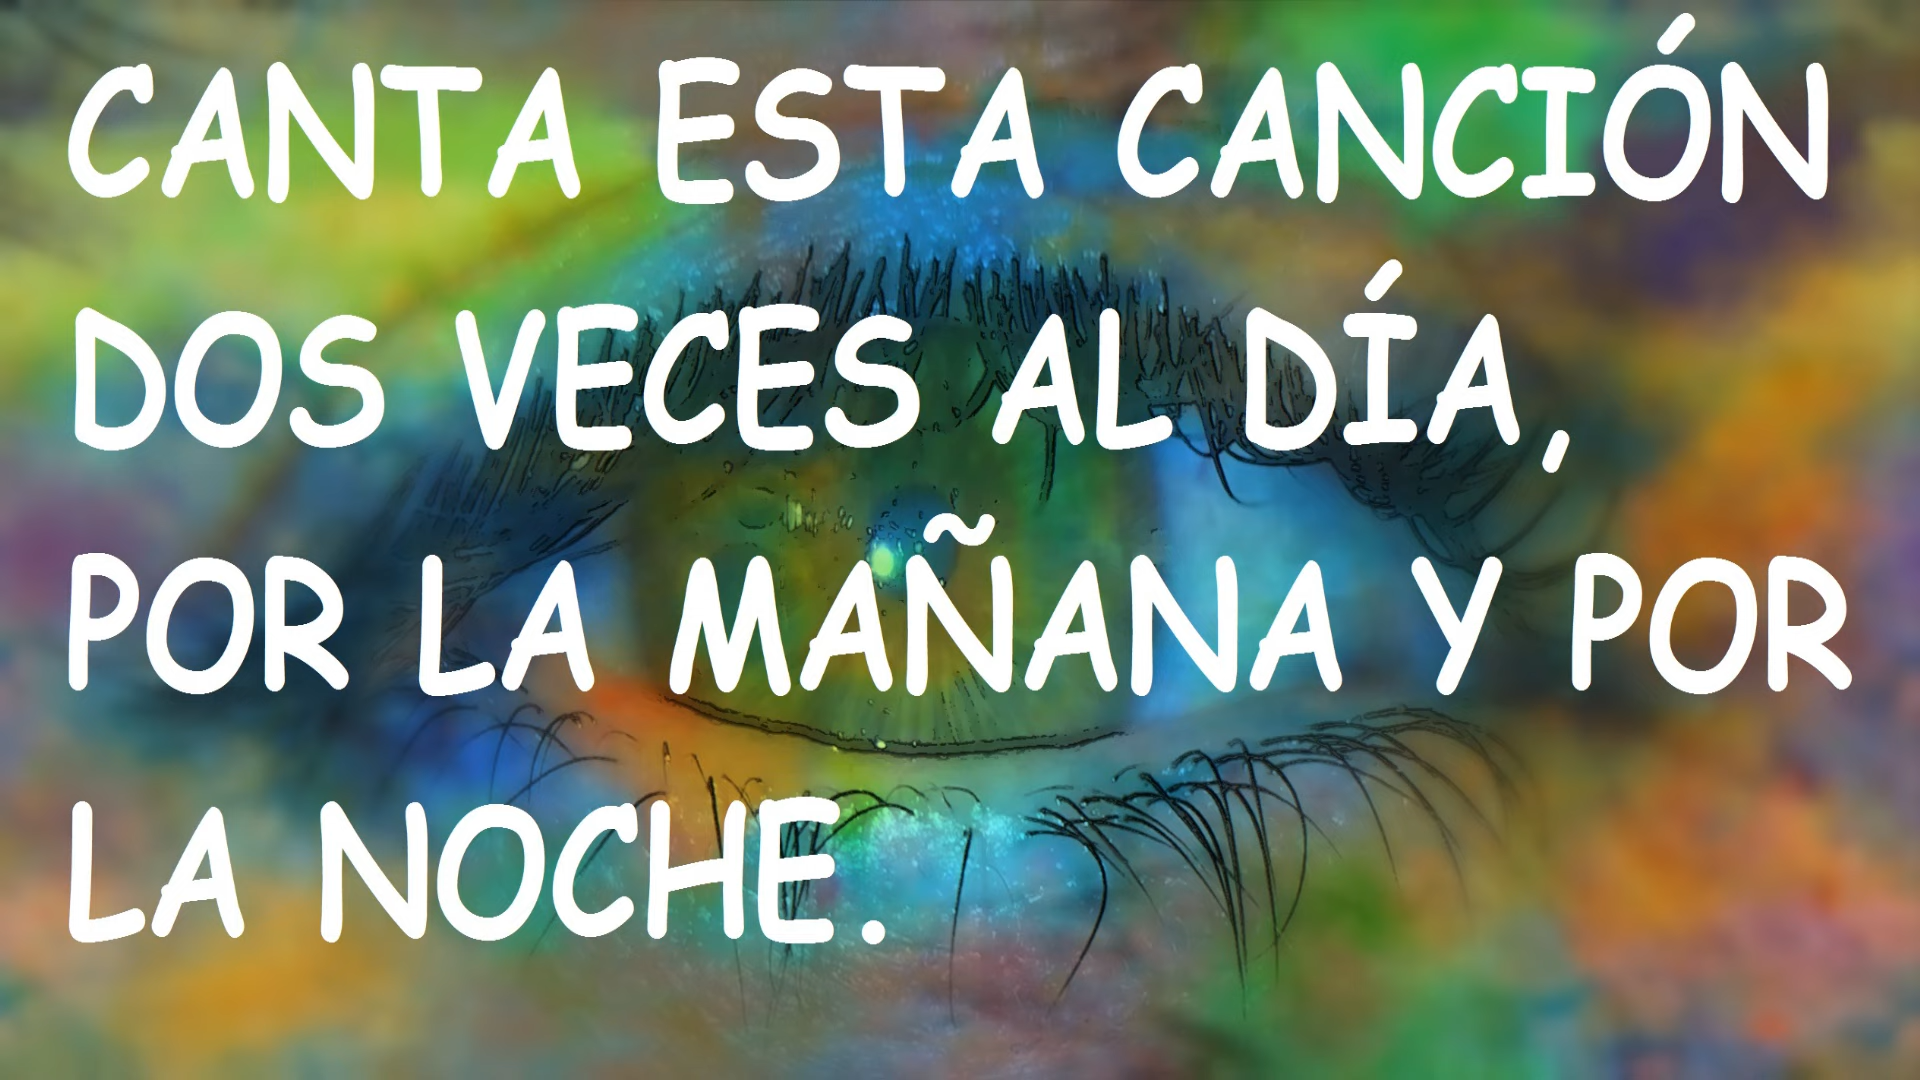 CANTA ESTA CANCIÓN
DOS VECES AL DÍA,
POR LA MAÑANA Y POR
LA NOCHE.